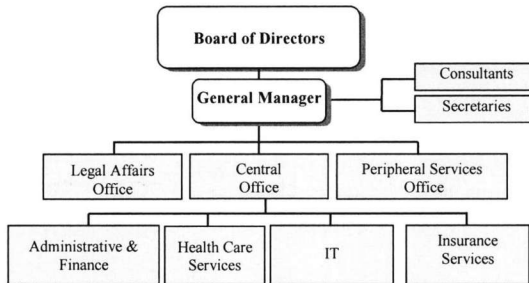 Board of Directors
General Manager
Consultants
Secretaries
Legal Affairs
Office
Central
Office
Peripheral Services
Office
Administrative &
Finance
Health Care
Services
IT
Insurance
Services